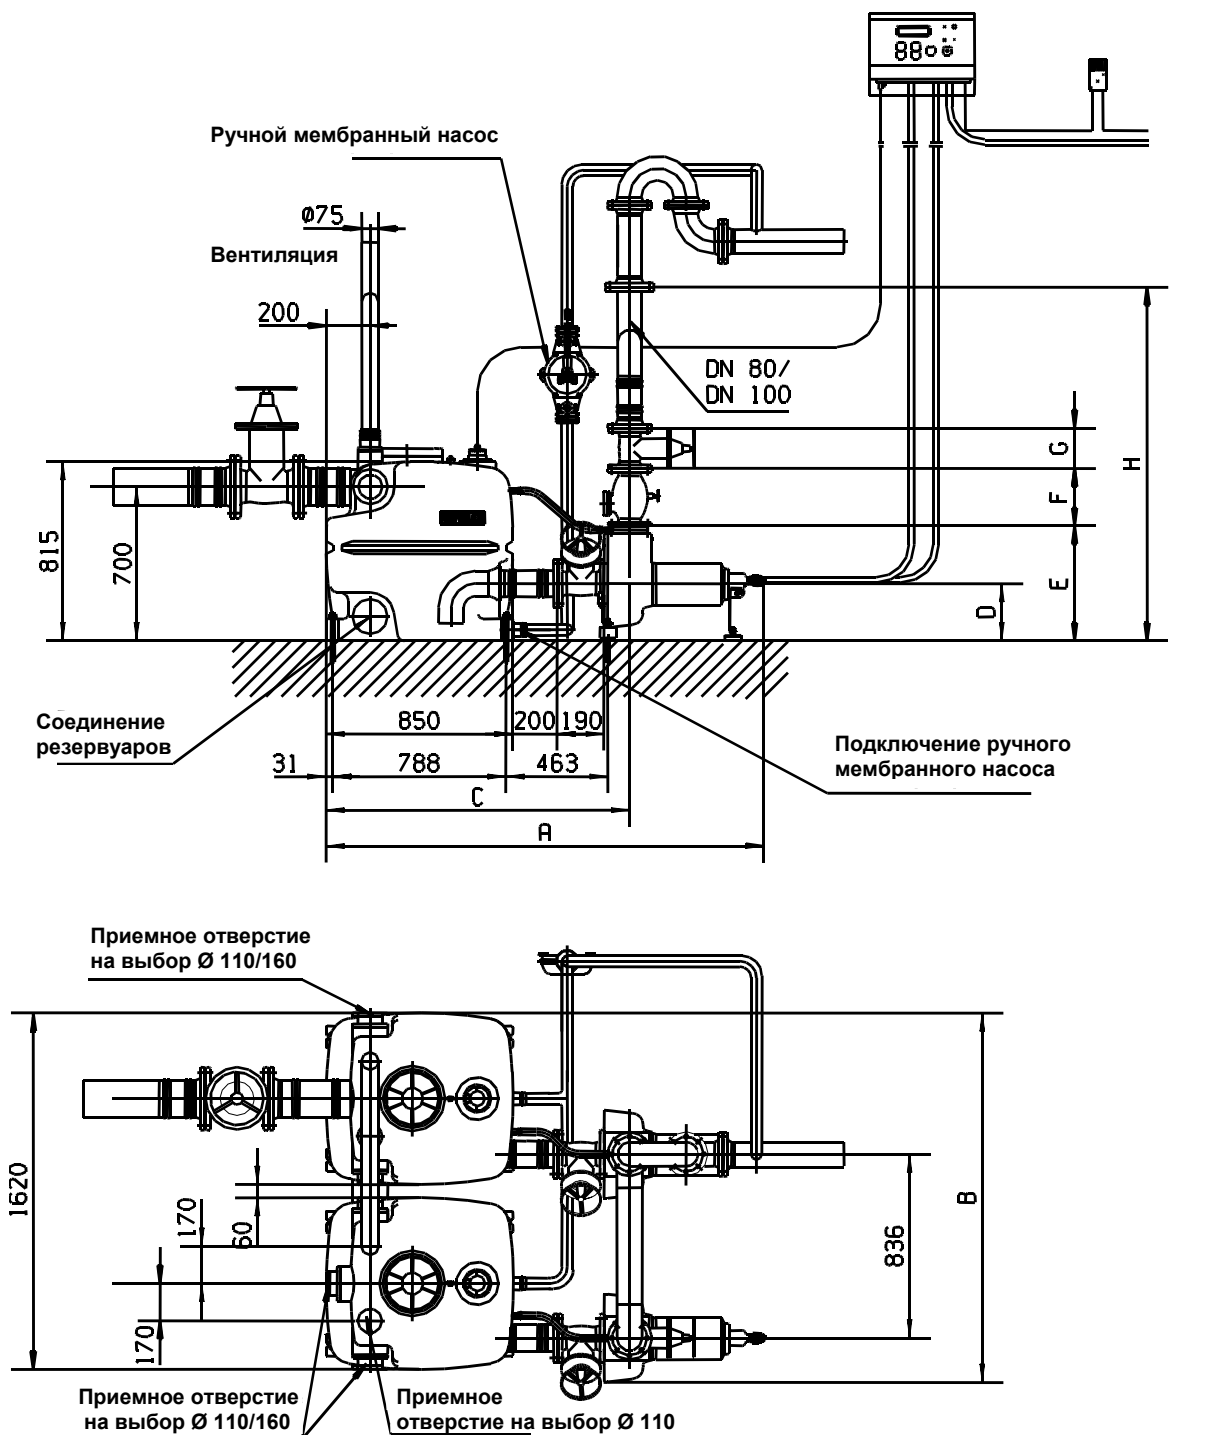 88
Ручной мембранный насос
Ø75
Вентиляция
200
DN 80/
DN 100
G
H
F
E
D
815
700
Соединение
резервуаров
850
200
190
31
788
463
C
A
Подключение ручного
мембранного насоса
Приемное отверстие
на выбор Ø 110/160
1620
170
60
170
836
B
Приемное отверстие
на выбор Ø 110/160
Приемное
отверстие на выбор Ø 110